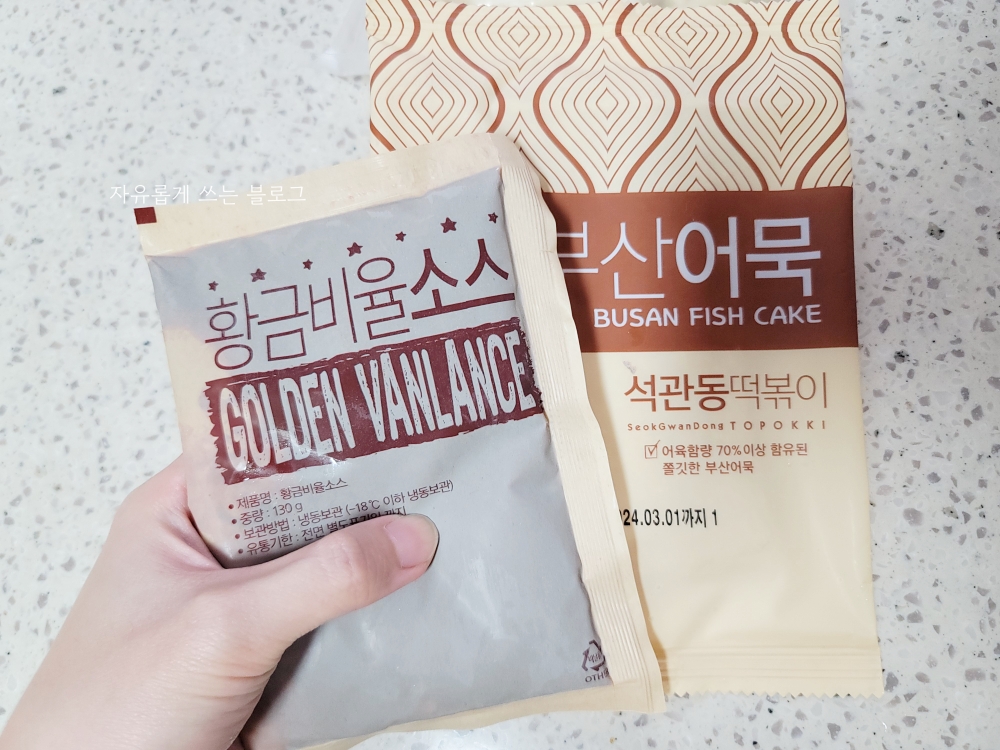 자유롭게 쓰는 블로그
황금비율소스
GOLDEN VANLANCE
• 제품명 : 황금비율소스
• 중량 : 130 g
• 보관방법 : 냉동보관 (-18℃ 이하 냉동보관)
• 유통기한 : 전면 별도표기일 까지
부산어묵
BUSAN FISH CAKE
석관동떡볶이
SeokGwanDong TOPOKKI
어육함량 70%이상 함유된
쫄깃한 부산어묵
24.03.01까지 1